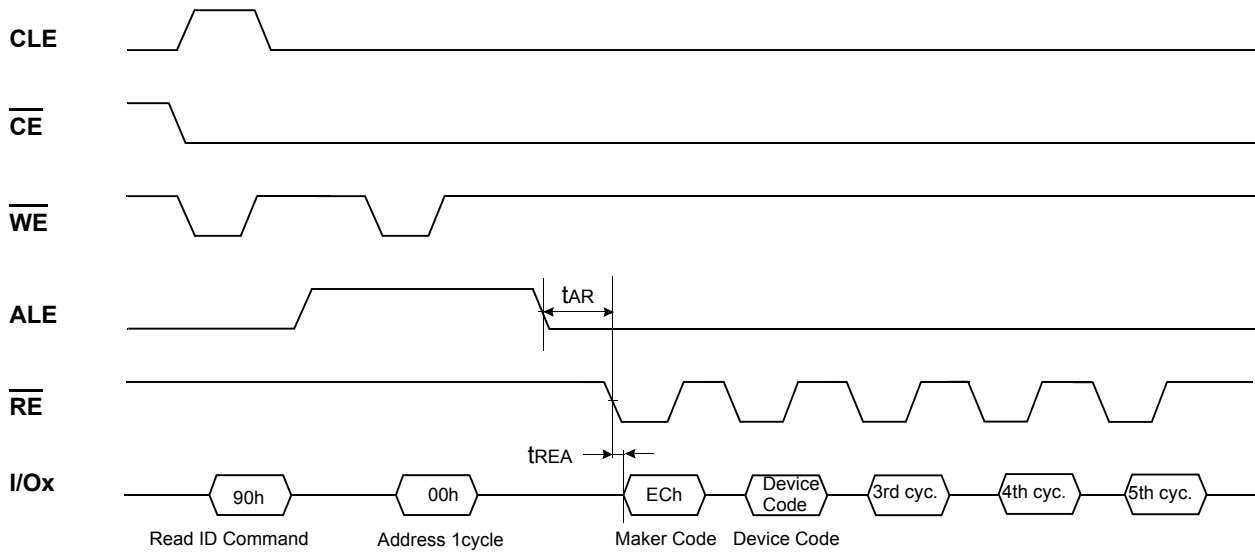 CLE
CE
WE
ALE
tAR
RE
tREA
I/Ox
90h
00h
ECh
Device
Code
3rd cyc.
4th cyc.
5th cyc.
Read ID Command
Address 1cycle
Maker Code
Device Code